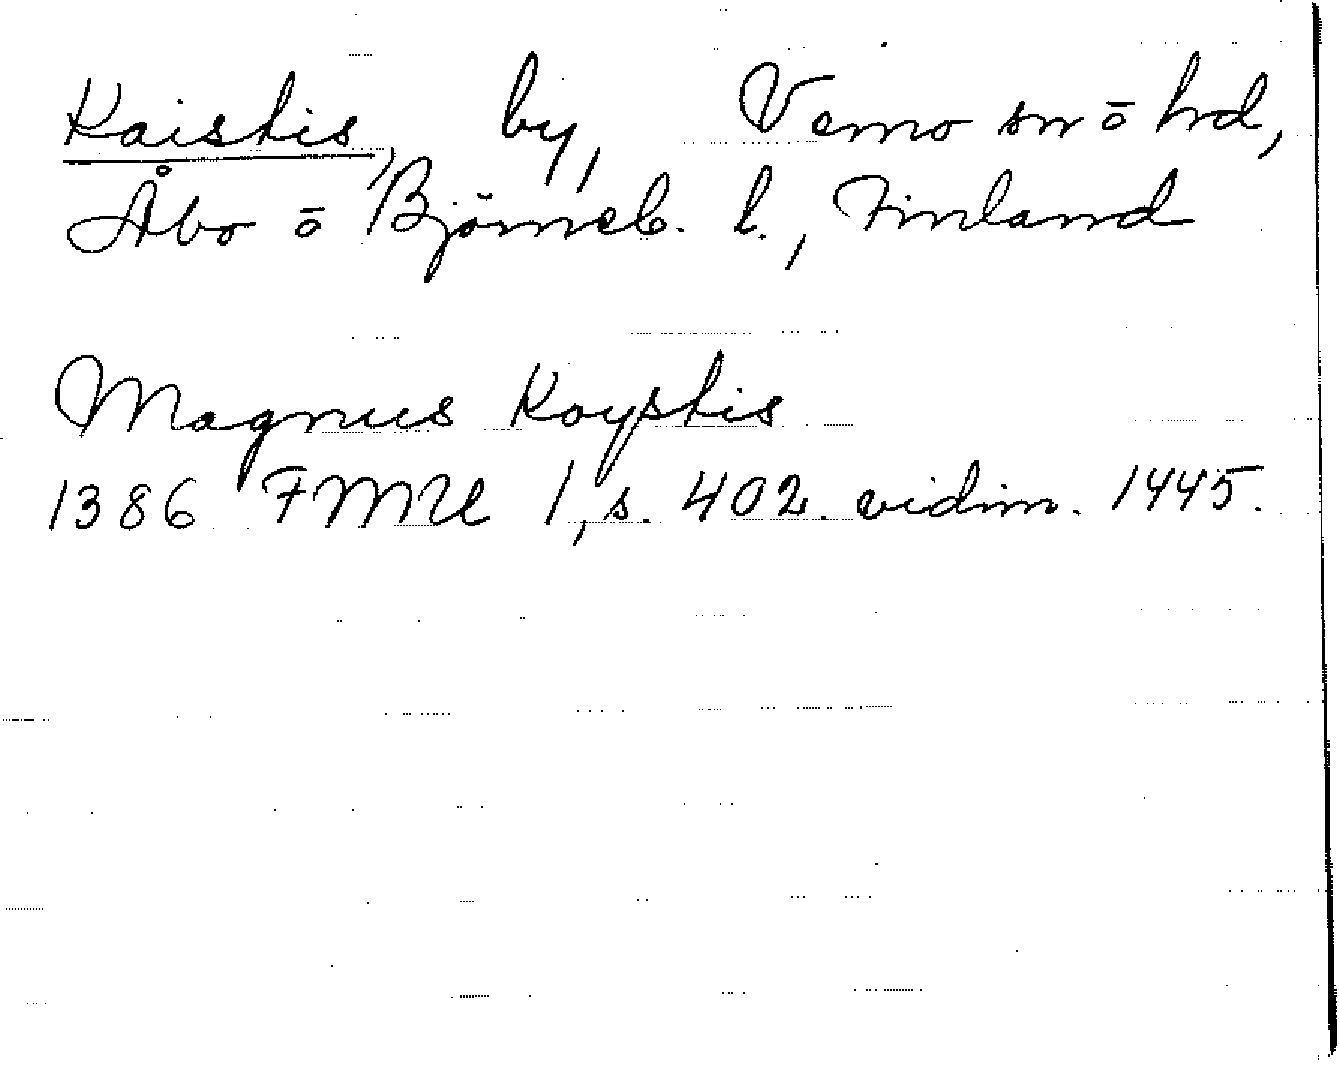 Kaistis, by, Vemo sn ō hd,
Åbo ō Björneb. l., Finland
Magnus Koystis
1386 FMU 1, s. 402. vidim. 1445.